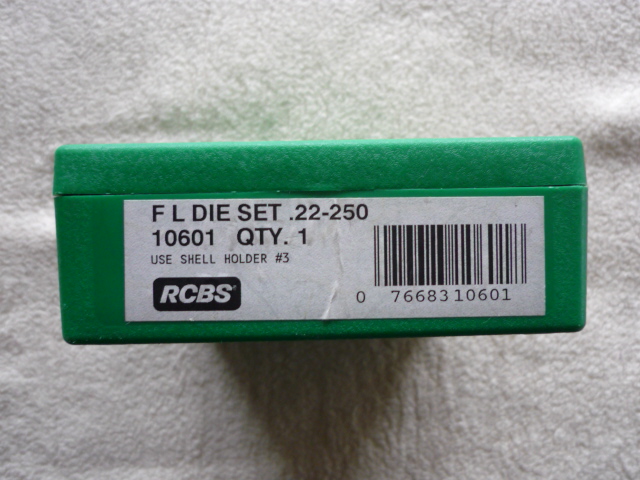 F L DIE SET .22-250
10601 QTY. 1
USE SHELL HOLDER #3
RCBS
0 7668310601